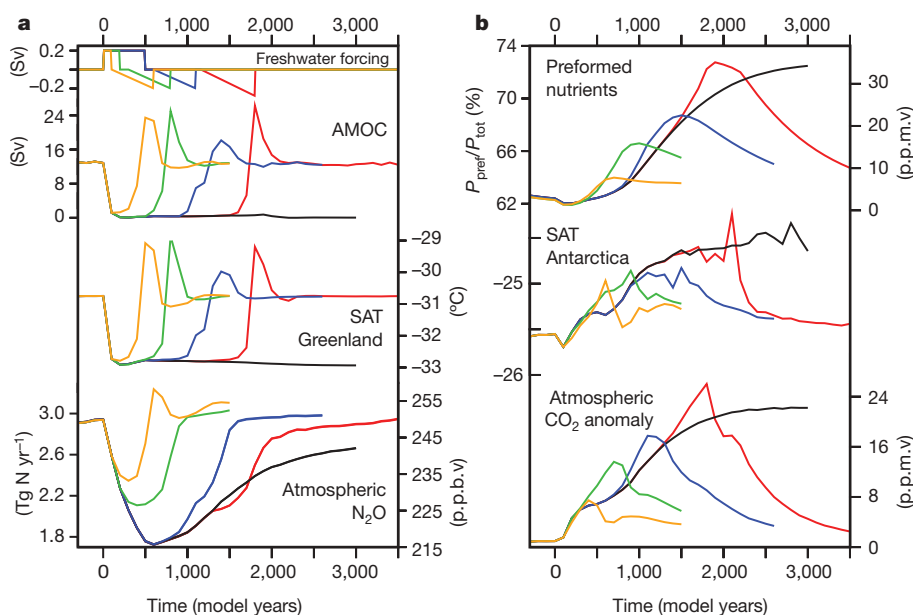 a
0 1,000 2,000 3,000
0.2
−0.2
(Sv)
Freshwater forcing
24
16
8
0
(Sv)
AMOC
−29
−30
−31
−32
−33
(°C)
SAT
Greenland
3.0
2.6
2.2
1.8
(Tg N yr⁻¹)
255
245
235
225
215
(p.p.b.v)
Atmospheric
N₂O
0 1,000 2,000 3,000
Time (model years)
b
0 1,000 2,000 3,000
74
70
66
62
P_pref/P_tot (%)
30
20
10
0
(p.p.m.v)
Preformed
nutrients
SAT
Antarctica
−25
−26
Atmospheric
CO₂ anomaly
24
16
8
0
(p.p.m.v)
0 1,000 2,000 3,000
Time (model years)